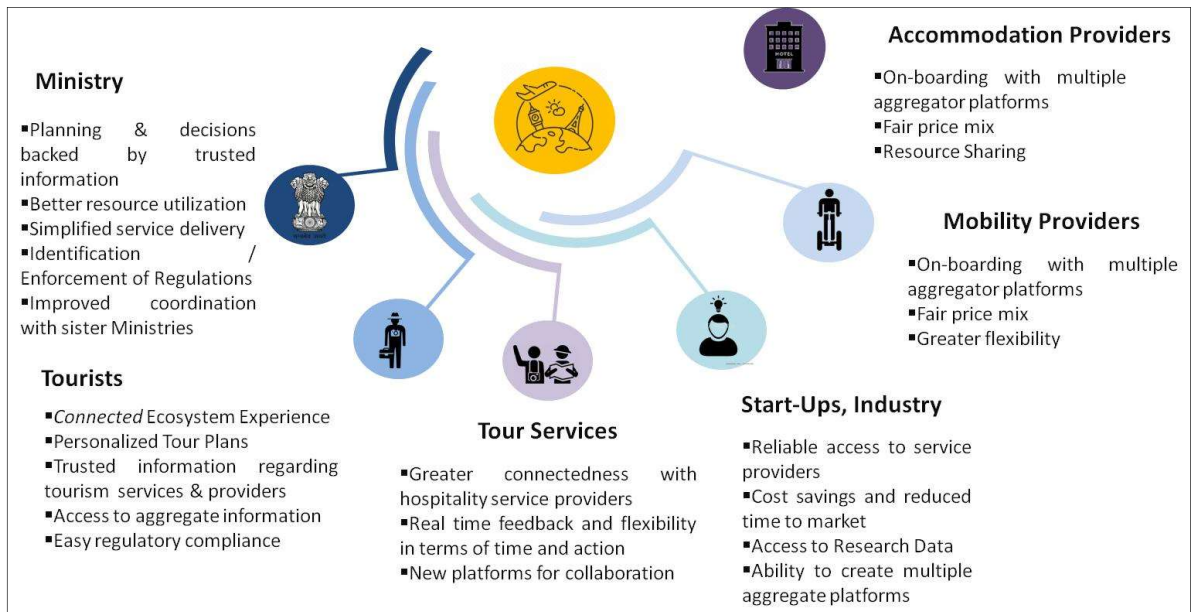 Ministry
▪Planning & decisions
backed by trusted
information
▪Better resource utilization
▪Simplified service delivery
▪Identification /
Enforcement of Regulations
▪Improved coordination
with sister Ministries
Tourists
▪Connected Ecosystem Experience
▪Personalized Tour Plans
▪Trusted information regarding
tourism services & providers
▪Access to aggregate information
▪Easy regulatory compliance
Tour Services
▪Greater connectedness with
hospitality service providers
▪Real time feedback and flexibility
in terms of time and action
▪New platforms for collaboration
Start-Ups, Industry
▪Reliable access to service
providers
▪Cost savings and reduced
time to market
▪Access to Research Data
▪Ability to create multiple
aggregate platforms
Mobility Providers
▪On-boarding with multiple
aggregator platforms
▪Fair price mix
▪Greater flexibility
HOTEL
Accommodation Providers
▪On-boarding with multiple
aggregator platforms
▪Fair price mix
▪Resource Sharing